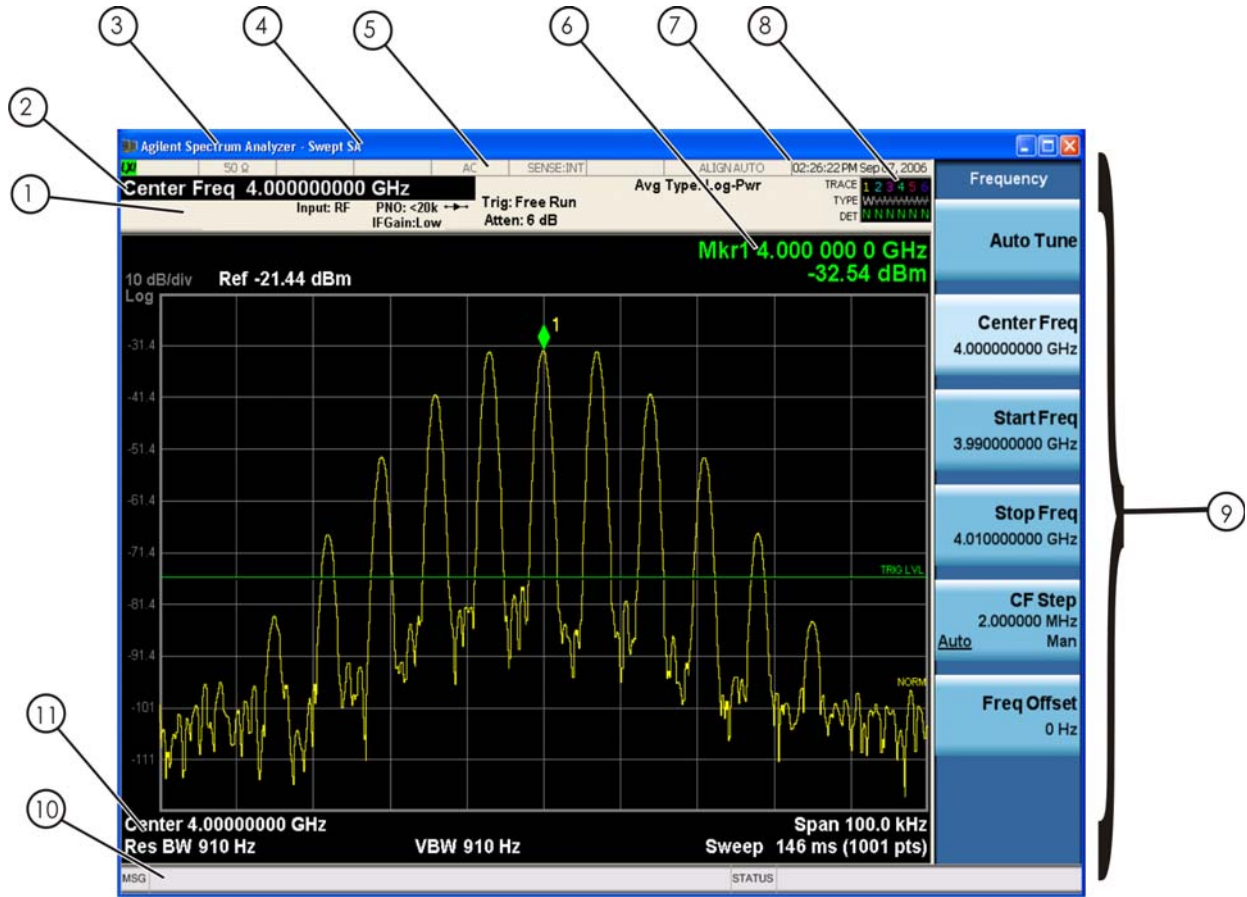 3
4
5
6
7
8
2
Agilent Spectrum Analyzer - Swept SA
LXI
50 Ω
AC
SENSE:INT
ALIGN AUTO
02:26:22 PM Sep 07, 2006
Frequency
Center Freq 4.000000000 GHz
Input: RF
PNO: <20k
IFGain:Low
Trig: Free Run
Atten: 6 dB
Avg Type: Log-Pwr
TRACE 1 2 3 4 5 6
TYPE
DET N N N N N N
1
Auto Tune
Mkr1 4.000 000 0 GHz
-32.54 dBm
10 dB/div
Log
Ref -21.44 dBm
1
Center Freq
4.000000000 GHz
-31.4
-41.4
-51.4
-61.4
-71.4
-81.4
-91.4
-101
-111
TRIG LVL
NORM
Start Freq
3.990000000 GHz
Stop Freq
4.010000000 GHz
CF Step
2.000000 MHz
Auto Man
Freq Offset
0 Hz
9
11
10
Center 4.00000000 GHz
Span 100.0 kHz
Res BW 910 Hz
VBW 910 Hz
Sweep 146 ms (1001 pts)
MSG
STATUS